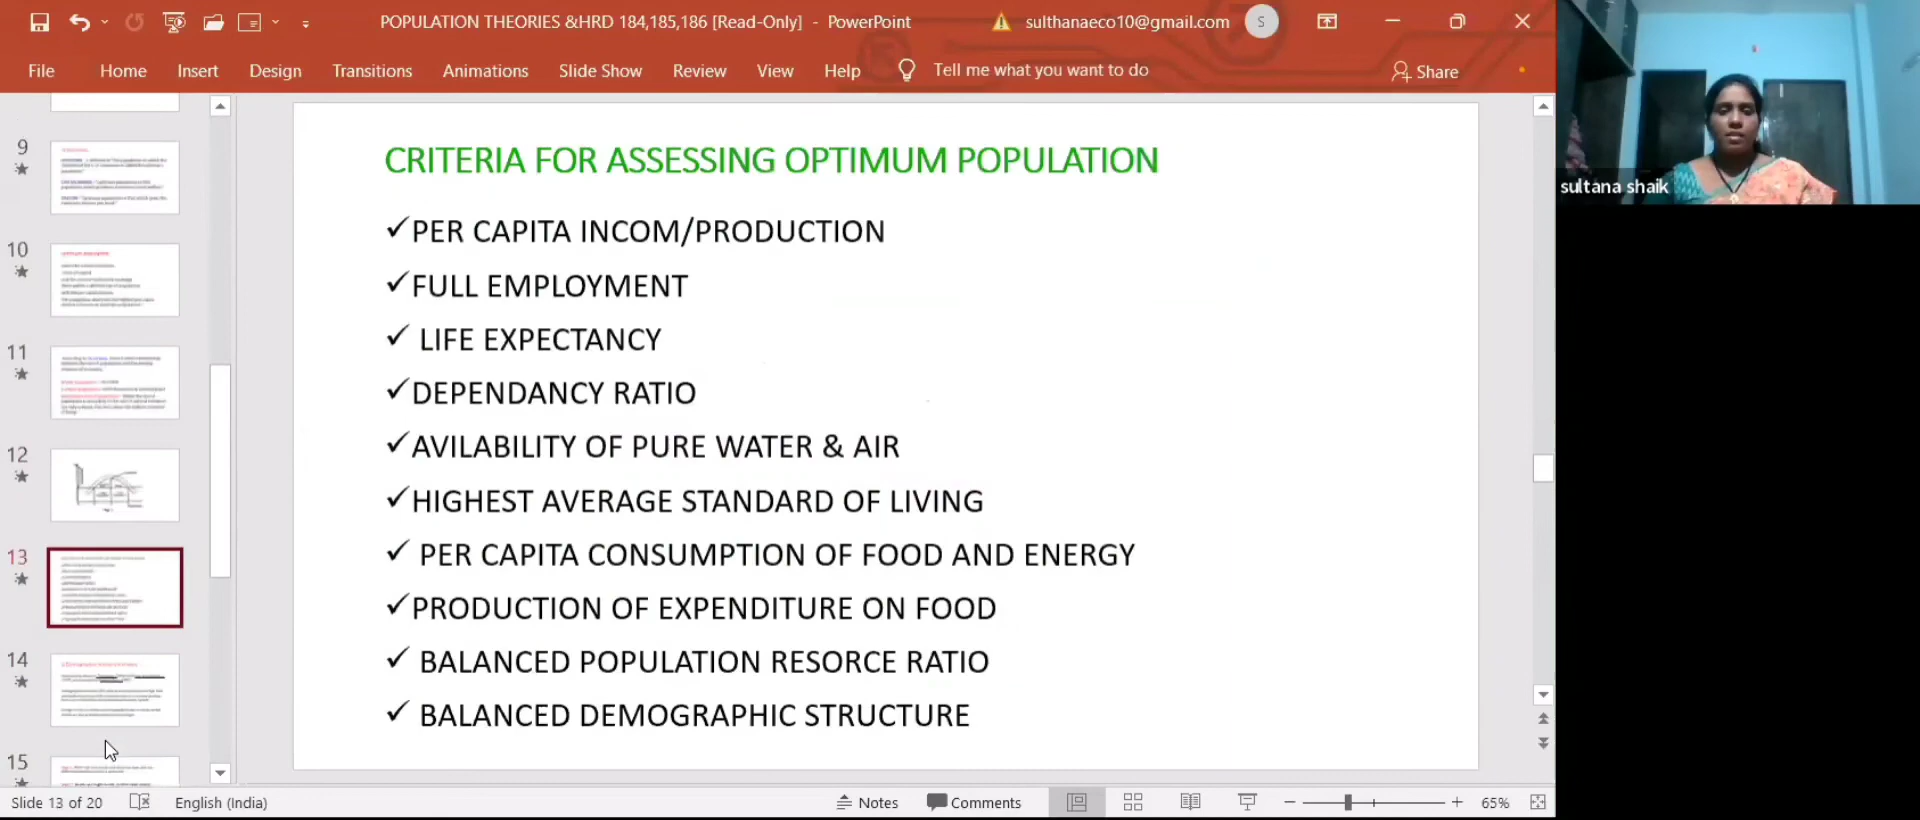 POPULATION THEORIES &HRD 184,185,186 [Read-Only] - PowerPoint
sulthanaeco10@gmail.com
S
File Home Insert Design Transitions Animations Slide Show Review View Help Tell me what you want to do Share
sultana shaik
CRITERIA FOR ASSESSING OPTIMUM POPULATION
✓PER CAPITA INCOM/PRODUCTION
✓FULL EMPLOYMENT
✓ LIFE EXPECTANCY
✓DEPENDANCY RATIO
✓AVILABILITY OF PURE WATER & AIR
✓HIGHEST AVERAGE STANDARD OF LIVING
✓ PER CAPITA CONSUMPTION OF FOOD AND ENERGY
✓PRODUCTION OF EXPENDITURE ON FOOD
✓ BALANCED POPULATION RESORCE RATIO
✓ BALANCED DEMOGRAPHIC STRUCTURE
9
10
11
12
13
14
15
Slide 13 of 20 English (India) Notes Comments 65%